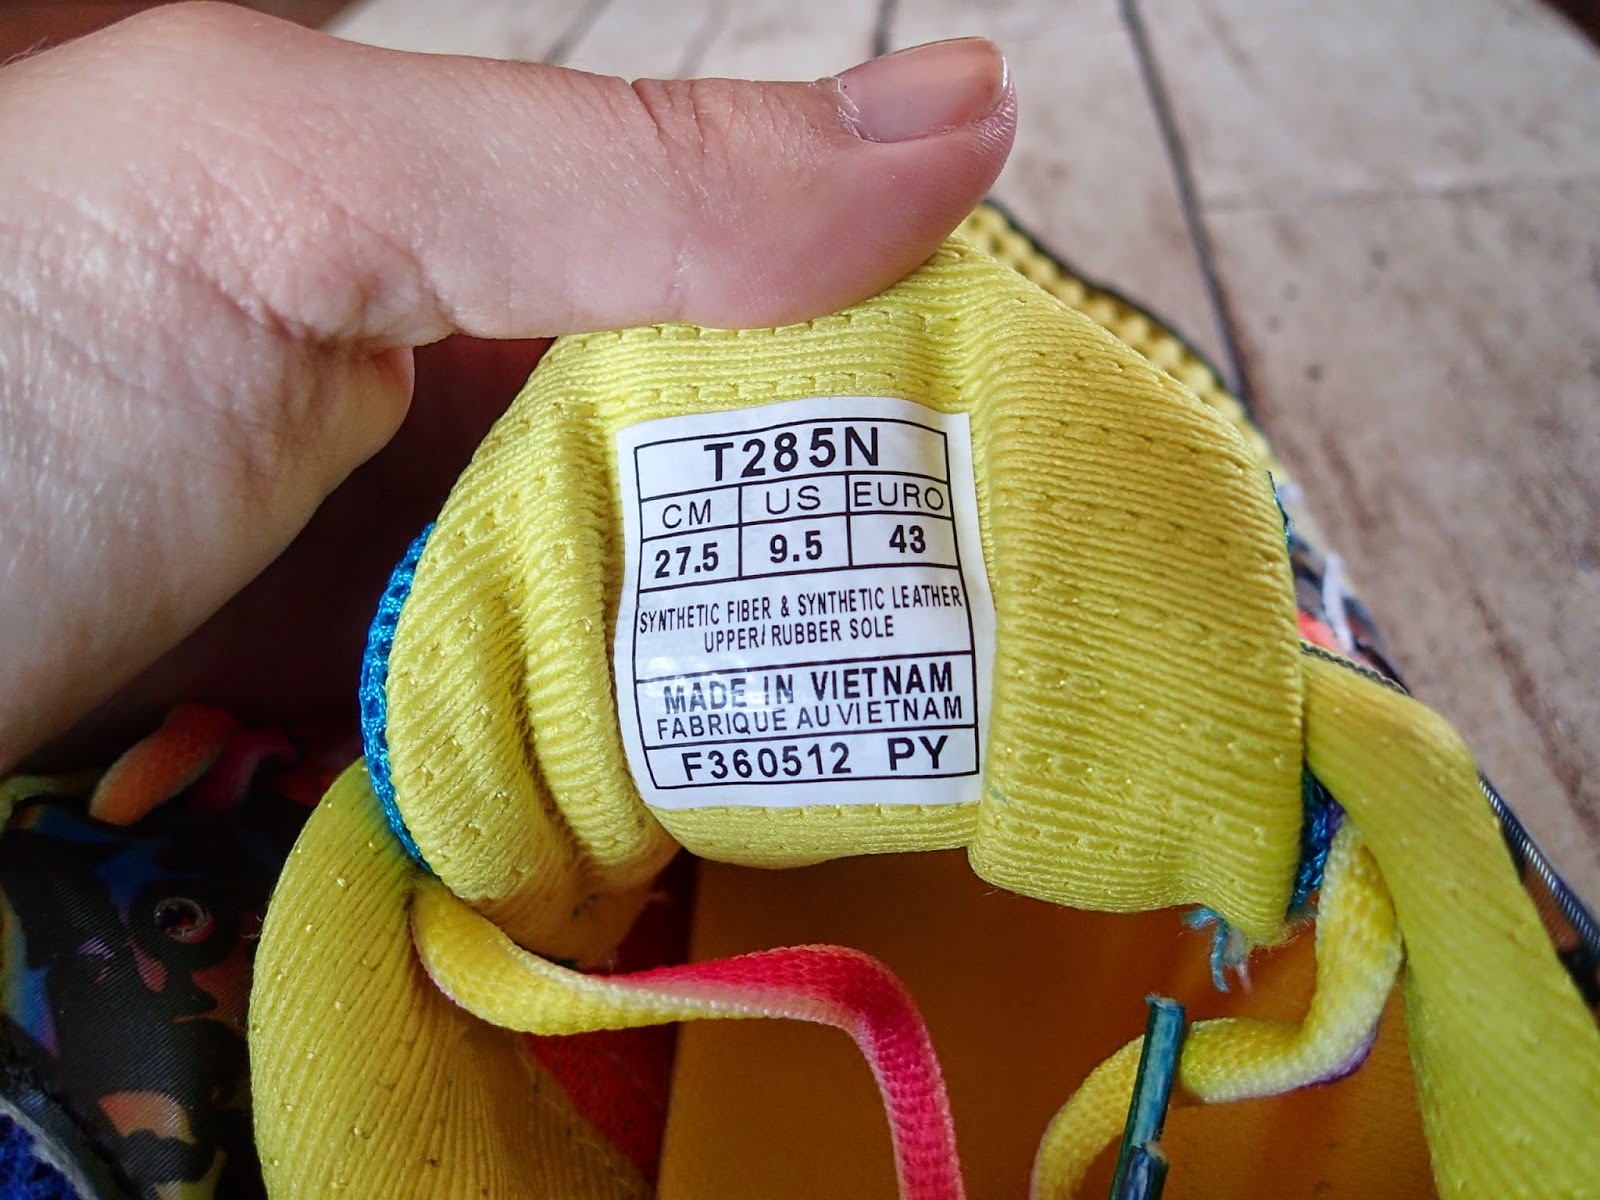 T285N
CM US EURO
27.5 9.5 43
SYNTHETIC FIBER & SYNTHETIC LEATHER
UPPER/ RUBBER SOLE
MADE IN VIETNAM
FABRIQUE AU VIETNAM
F360512 PY